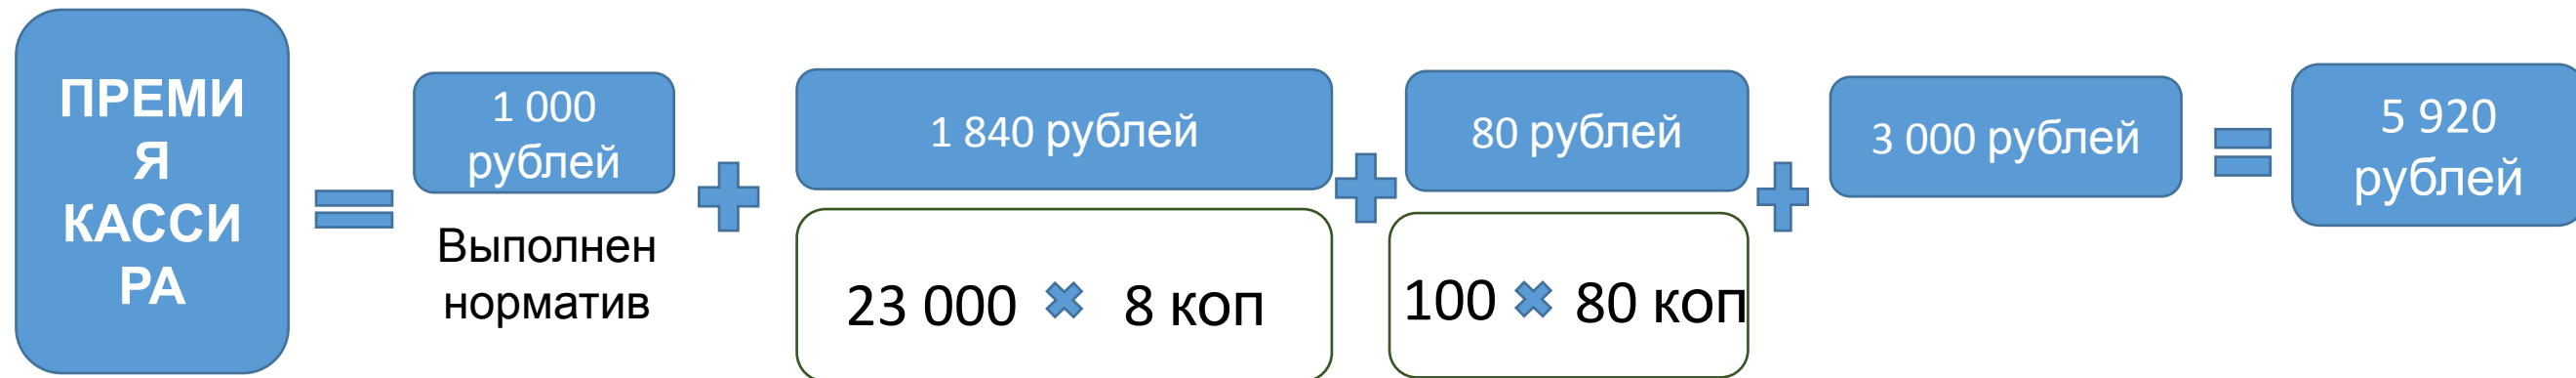 ПРЕМИ
Я
КАССИ
РА
1 000
рублей
Выполнен
норматив
1 840 рублей
23 000 8 коп
80 рублей
100 80 коп
3 000 рублей
5 920
рублей